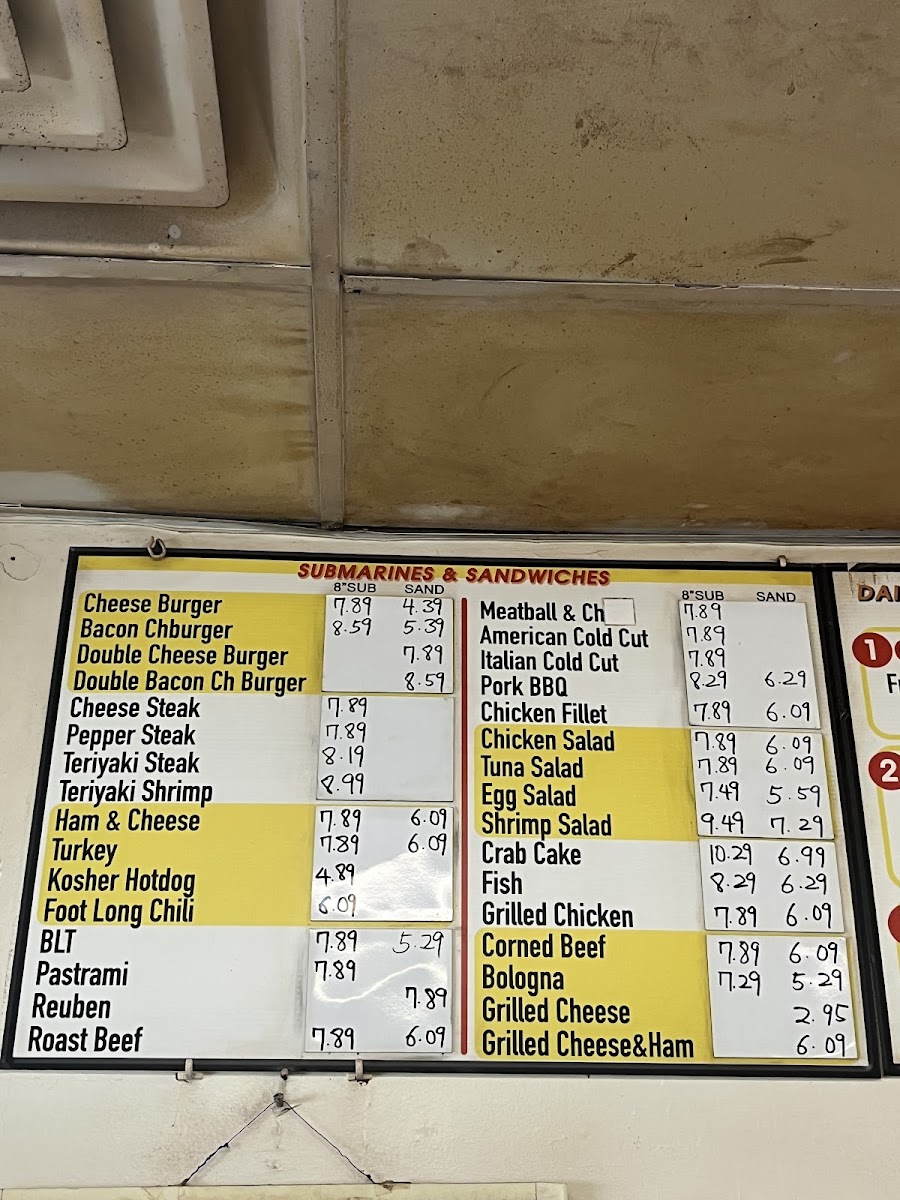 SUBMARINES & SANDWICHES
8"SUB SAND
Cheese Burger 7.89 4.39
Bacon Chburger 8.59 5.39
Double Cheese Burger 7.89
Double Bacon Ch Burger 8.59
Cheese Steak 7.89
Pepper Steak 7.89
Teriyaki Steak 8.19
Teriyaki Shrimp 8.99
Ham & Cheese 7.89 6.09
Turkey 7.89 6.09
Kosher Hotdog 4.89
Foot Long Chili 6.09
BLT 7.89 5.29
Pastrami 7.89
Reuben 7.89
Roast Beef 7.89 6.09
8"SUB SAND
Meatball & Ch 7.89
American Cold Cut 7.89
Italian Cold Cut 7.89
Pork BBQ 8.29 6.29
Chicken Fillet 7.89 6.09
Chicken Salad 7.89 6.09
Tuna Salad 7.89 6.09
Egg Salad 7.49 5.59
Shrimp Salad 9.49 7.29
Crab Cake 10.29 6.99
Fish 8.29 6.29
Grilled Chicken 7.89 6.09
Corned Beef 7.89 6.09
Bologna 7.29 5.29
Grilled Cheese 2.95
Grilled Cheese&Ham 6.09
1
2